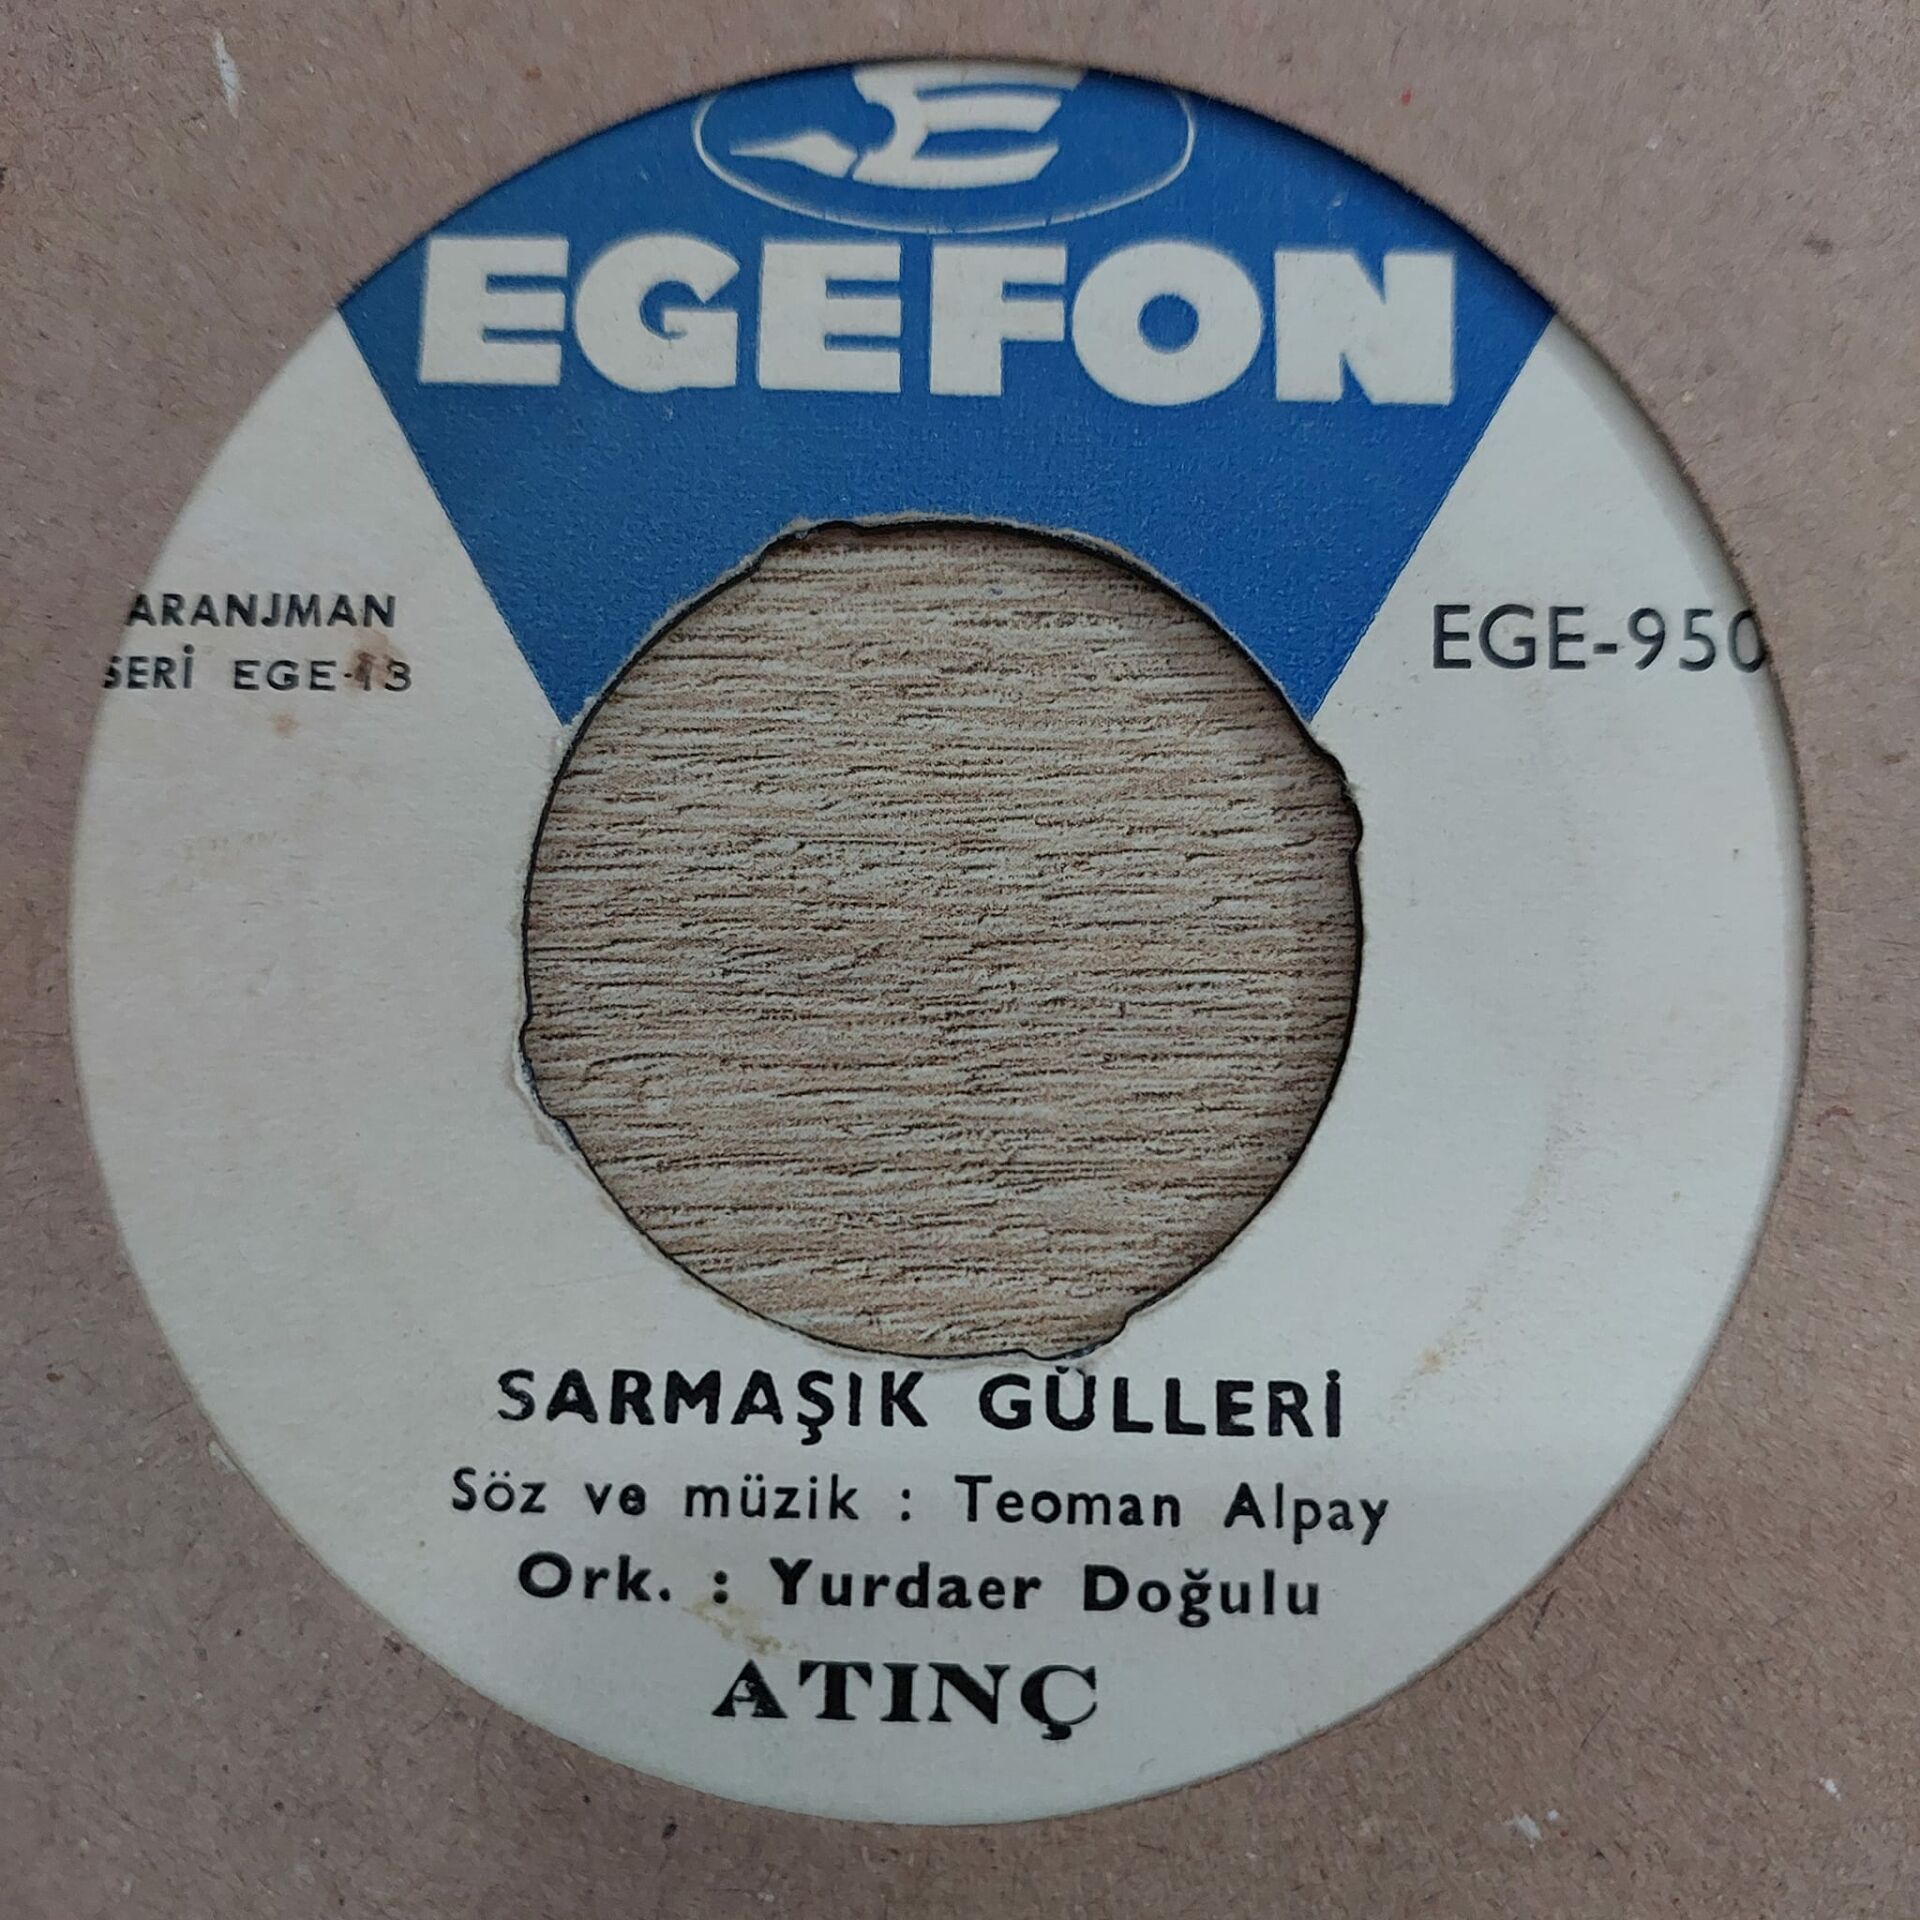 E
EGEFON
ARANJMAN
SERİ EGE-13
EGE-950
SARMAŞIK GÜLLERİ
Söz ve müzik : Teoman Alpay
Ork. : Yurdaer Doğulu
ATINÇ